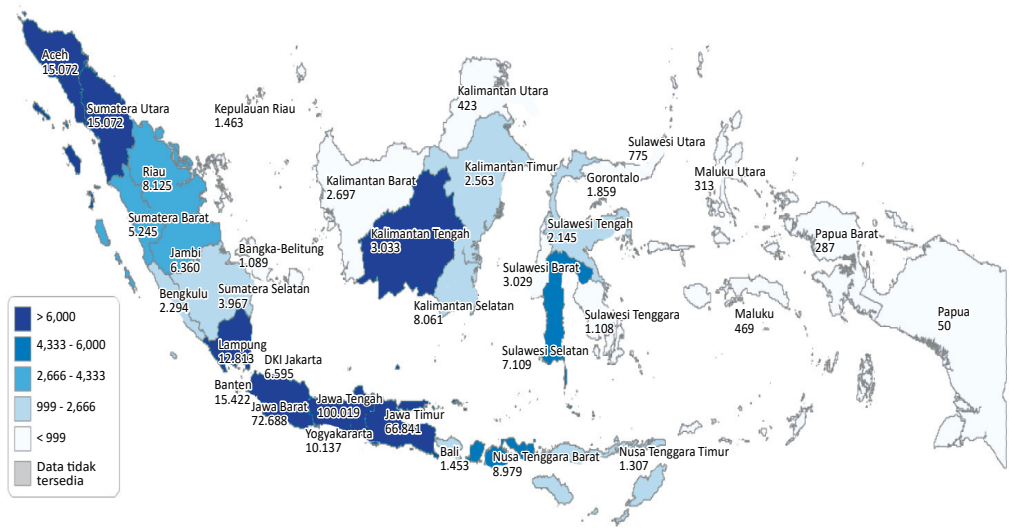 Aceh
15.072
Sumatera Utara
15.072
Kepulauan Riau
1.463
Kalimantan Utara
423
Riau
8.125
Sulawesi Utara
775
Kalimantan Timur
2.563
Gorontalo
1.859
Maluku Utara
313
Kalimantan Barat
2.697
Sumatera Barat
5.245
Sulawesi Tengah
2.145
Kalimantan Tengah
3.033
Papua Barat
287
Jambi
6.360
Bangka-Belitung
1.089
Sulawesi Barat
3.029
Bengkulu
2.294
Sumatera Selatan
3.967
Kalimantan Selatan
8.061
Sulawesi Tenggara
1.108
Maluku
469
Papua
50
Lampung
12.813
Sulawesi Selatan
7.109
DKI Jakarta
6.595
Banten
15.422
Jawa Barat
72.688
Jawa Tengah
100.019
Jawa Timur
66.841
Yogyakararta
10.137
Bali
1.453
Nusa Tenggara Barat
8.979
Nusa Tenggara Timur
1.307
> 6,000
4,333 - 6,000
2,666 - 4,333
999 - 2,666
< 999
Data tidak
tersedia